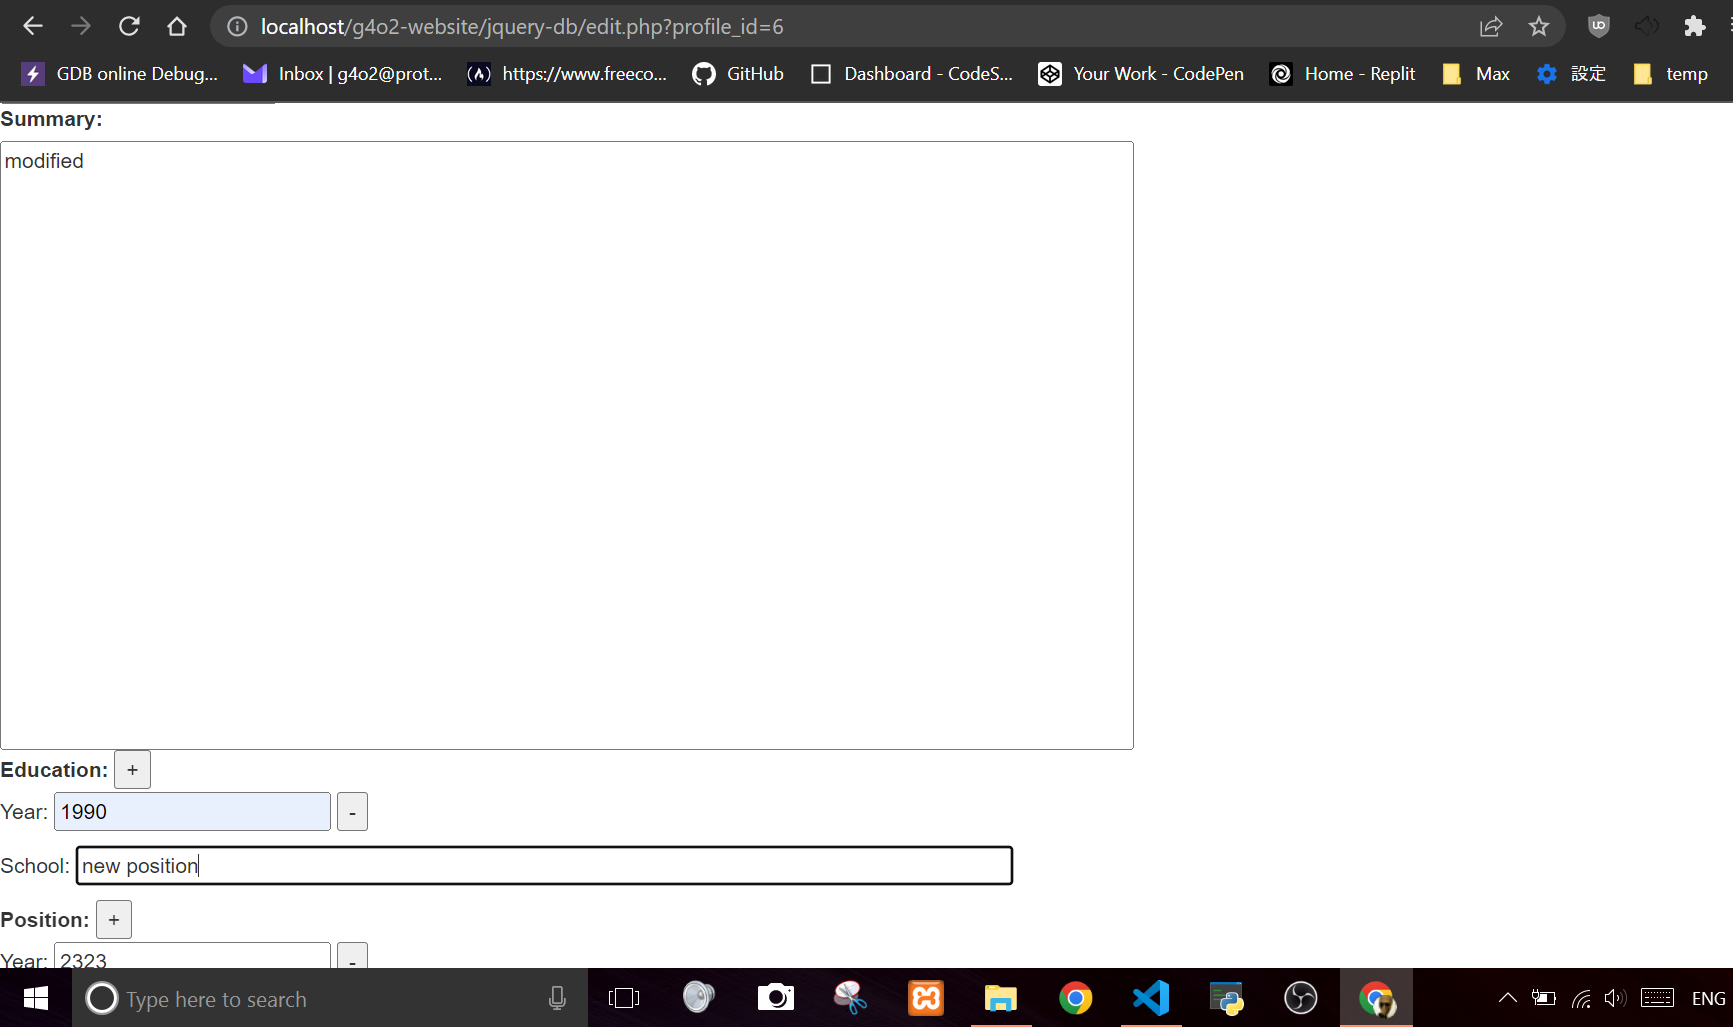 localhost/g4o2-website/jquery-db/edit.php?profile_id=6
GDB online Debug... Inbox | g4o2@prot... https://www.freeco... GitHub Dashboard - CodeS... Your Work - CodePen Home - Replit Max 設定 temp
Summary:
modified
Education: +
Year: 1990 -
School: new position
Position: +
Year: 2323 -
Type here to search
ENG